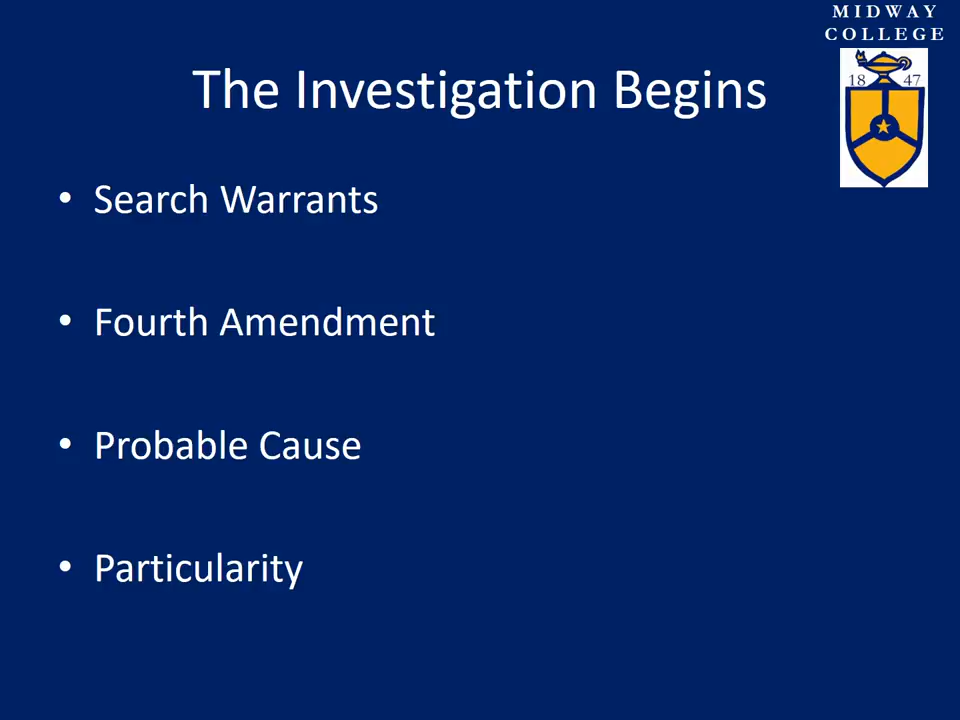 MIDWAY
COLLEGE
18 47
The Investigation Begins
• Search Warrants
• Fourth Amendment
• Probable Cause
• Particularity